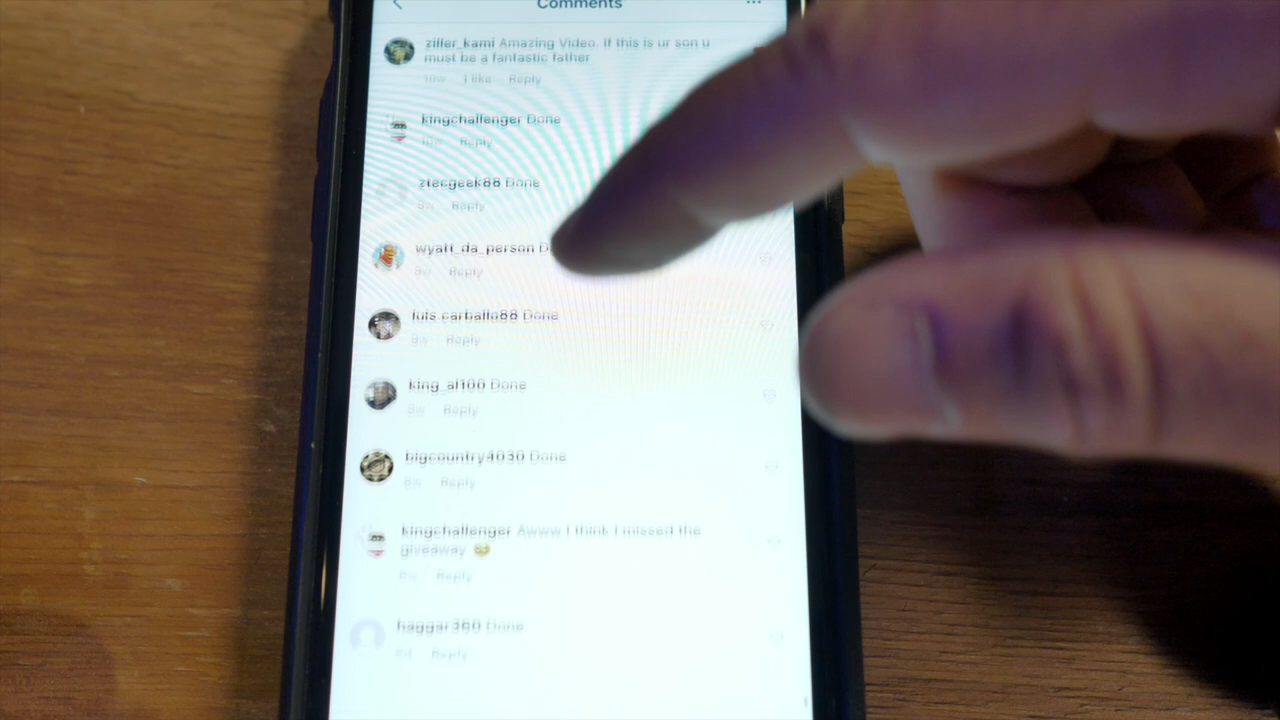 Comments
ziller_kami Amazing Video. If this is ur son u
must be a fantastic father
1 like Reply
kingchallenger Done
Reply
ztecgeek88 Done
Reply
wyatt_da_person D
Reply
luis.carballo88 Done
Reply
king_al100 Done
Reply
bigcountry4030 Done
Reply
kingchallenger Awww I think I missed the
giveaway
Reply
haggar360 Done
Reply